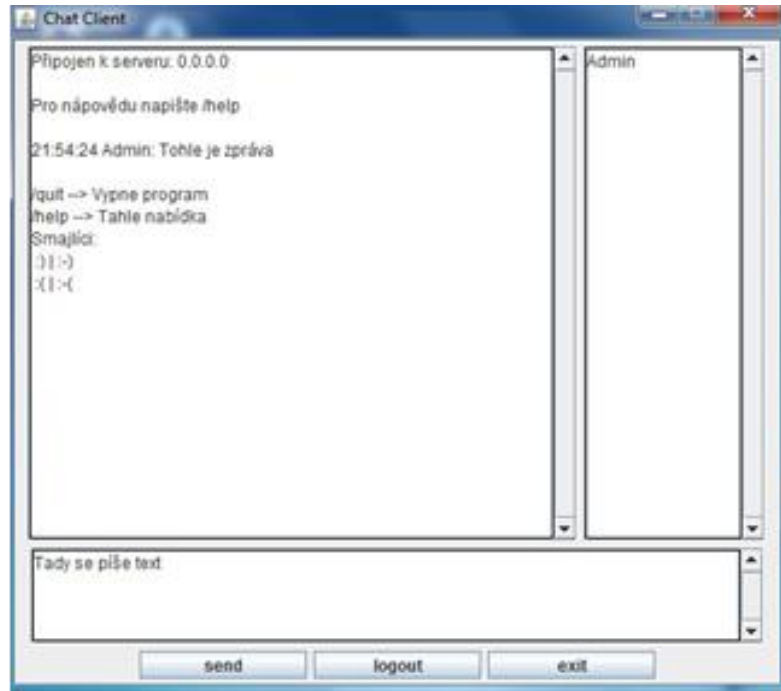 Chat Client
Připojen k serveru: 0.0.0.0
Admin
Pro nápovědu napište /help
21:54:24 Admin: Tohle je zpráva
/quit --> Vypne program
/help --> Tahle nabídka
Smajlíci:
:) | :-)
:( | :-(
Tady se píše text
send
logout
exit